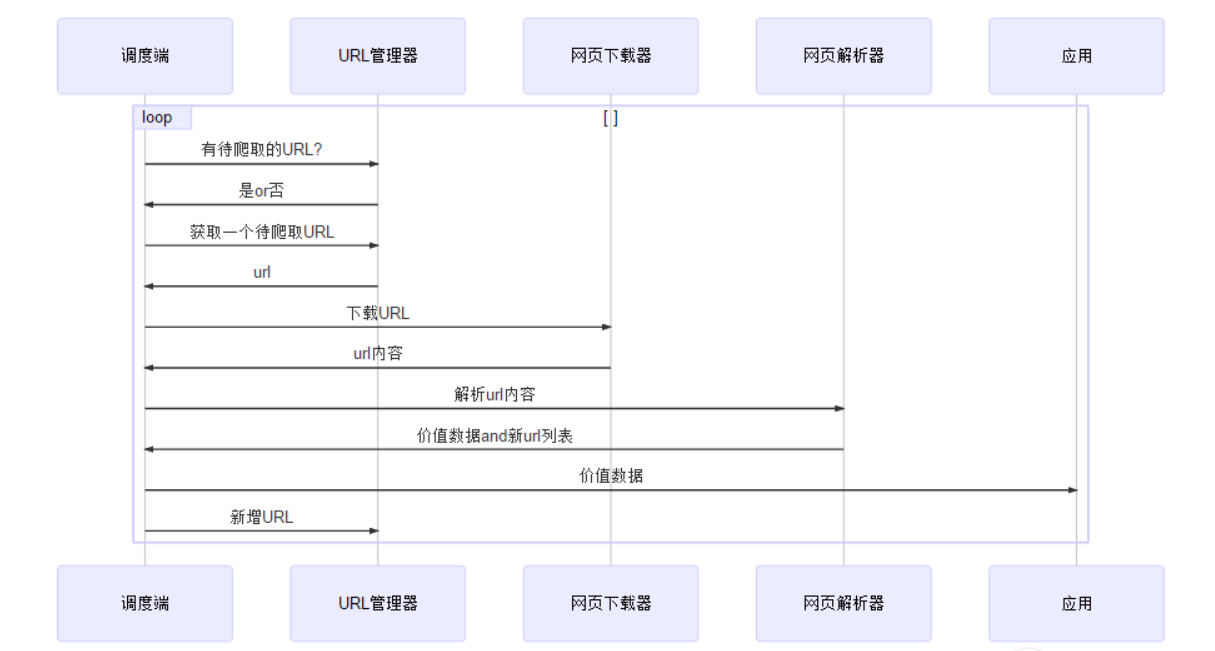 调度端 URL管理器 网页下载器 网页解析器 应用
loop [ ]
有待爬取的URL?
是or否
获取一个待爬取URL
url
下载URL
url内容
解析url内容
价值数据and新url列表
价值数据
新增URL
调度端 URL管理器 网页下载器 网页解析器 应用